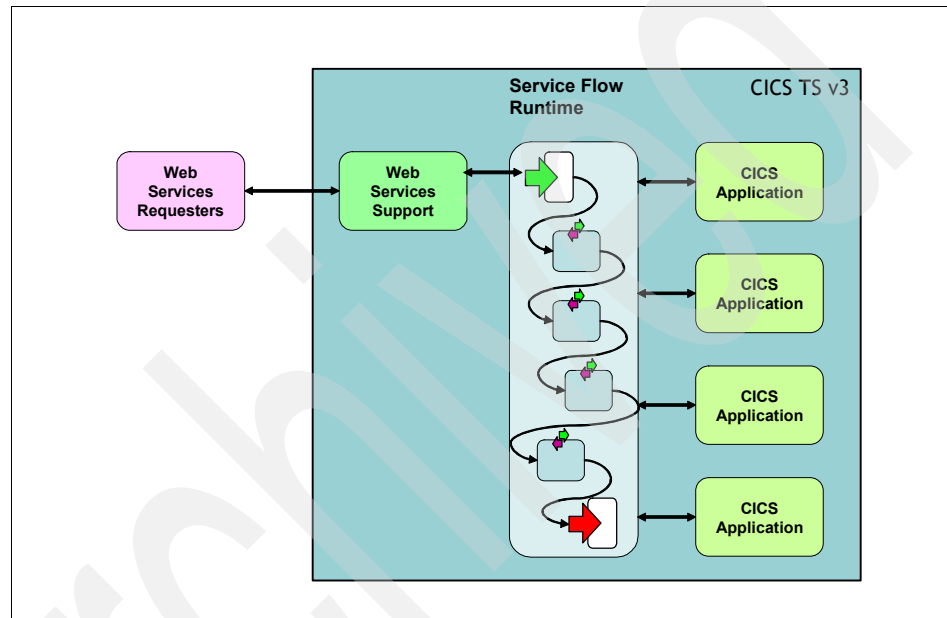 Service Flow
Runtime
CICS TS v3
Web
Services
Requesters
Web
Services
Support
CICS
Application
CICS
Application
CICS
Application
CICS
Application
Archived